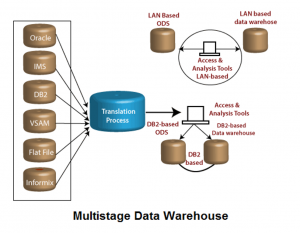 Oracle
IMS
DB2
VSAM
Flat File
Informix
Translation
Process
LAN Based
ODS
LAN based
data warehouse
Access &
Analysis Tools
LAN-based
Access &
Analysis Tools
DB2-based
ODS
DB2-based
Data warehouse
DB2
based
Multistage Data Warehouse